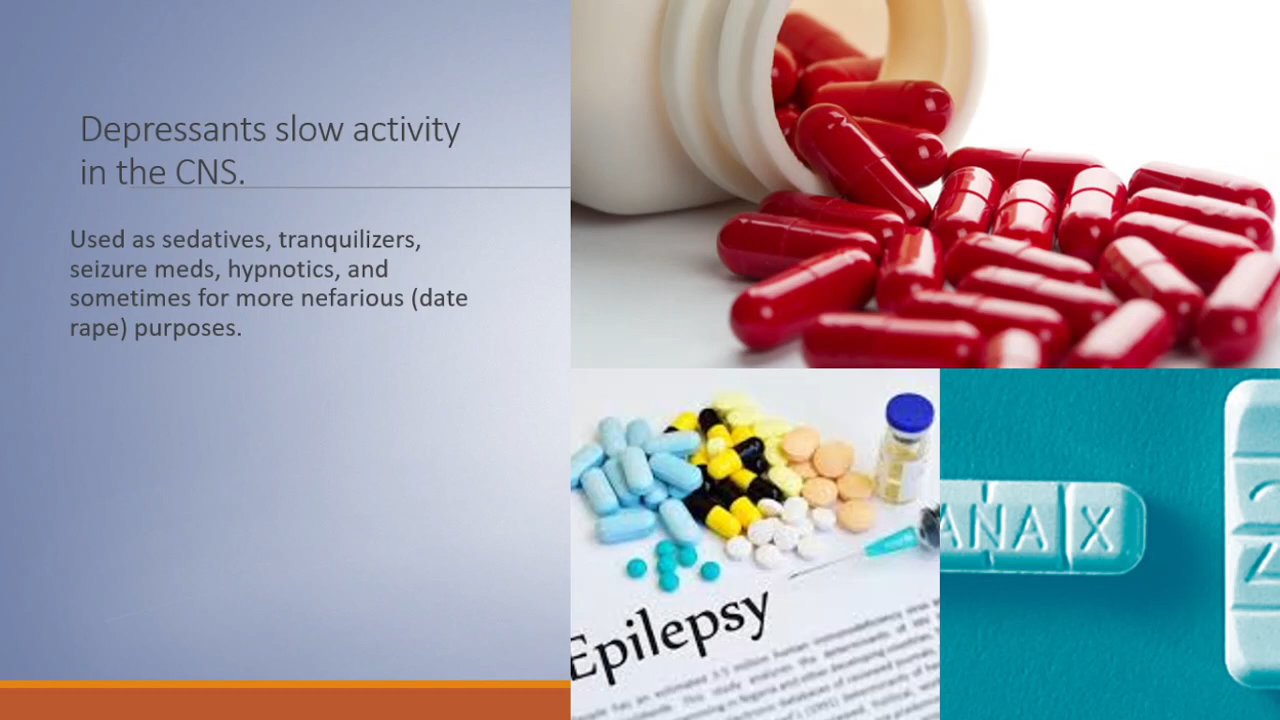 Depressants slow activity
in the CNS.
Used as sedatives, tranquilizers,
seizure meds, hypnotics, and
sometimes for more nefarious (date
rape) purposes.
Epilepsy
ANAX
2